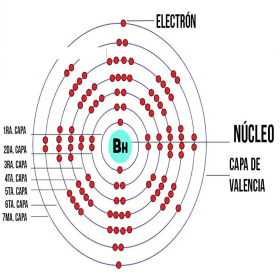 ELECTRÓN
BH
NÚCLEO
CAPA DE
VALENCIA
1RA. CAPA
2DA. CAPA
3RA. CAPA
4TA. CAPA
5TA. CAPA
6TA. CAPA
7MA. CAPA